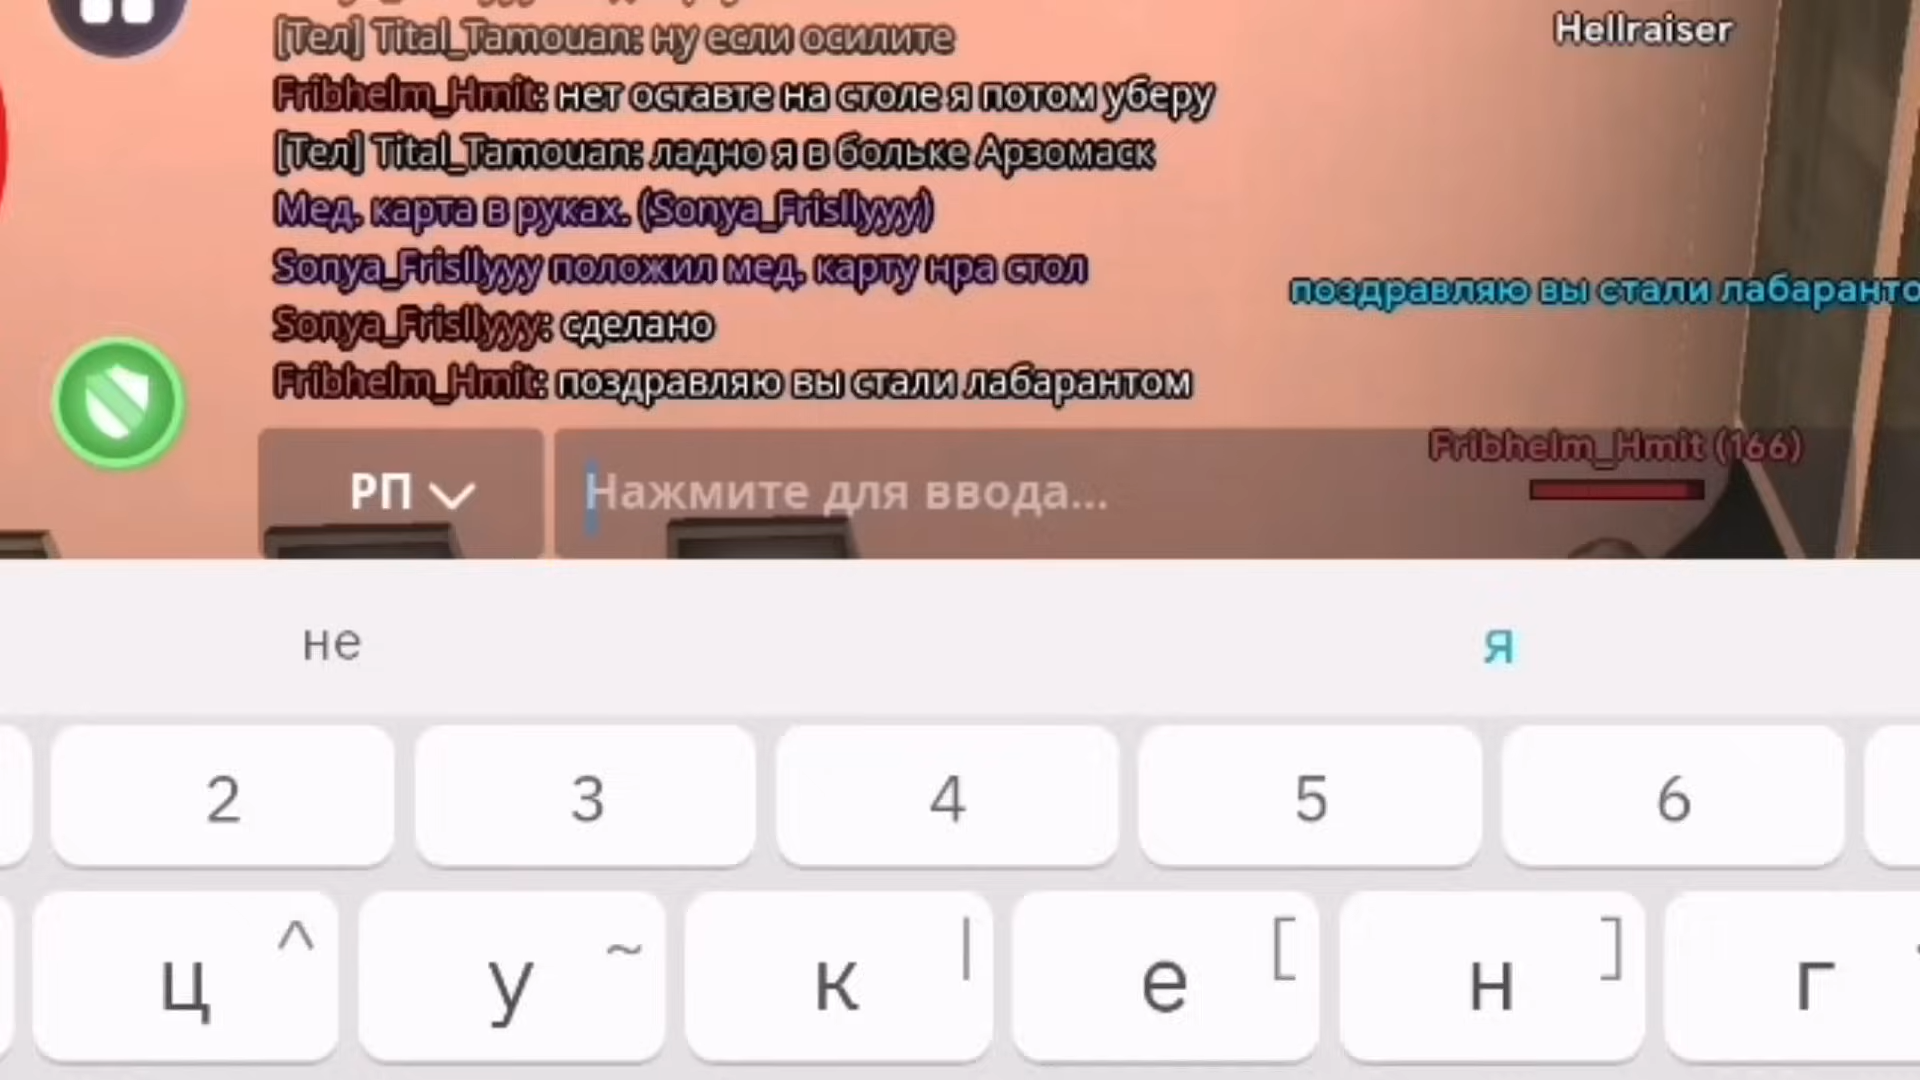 [Тел] Tital_Tamouan: ну если осилите
Hellraiser
Fribhelm_Hmit: нет оставте на столе я потом уберу
[Тел] Tital_Tamouan: ладно я в больке Арзомаск
Мед. карта в руках. (Sonya_Frisllyyy)
Sonya_Frisllyyy положил мед. карту нра стол
поздравляю вы стали лабаранто
Sonya_Frisllyyy: сделано
Fribhelm_Hmit: поздравляю вы стали лабарантом
Fribhelm_Hmit (166)
РП
Нажмите для ввода...
не я
2 3 4 5 6
ц ^ у ~ к | е [ н ] г